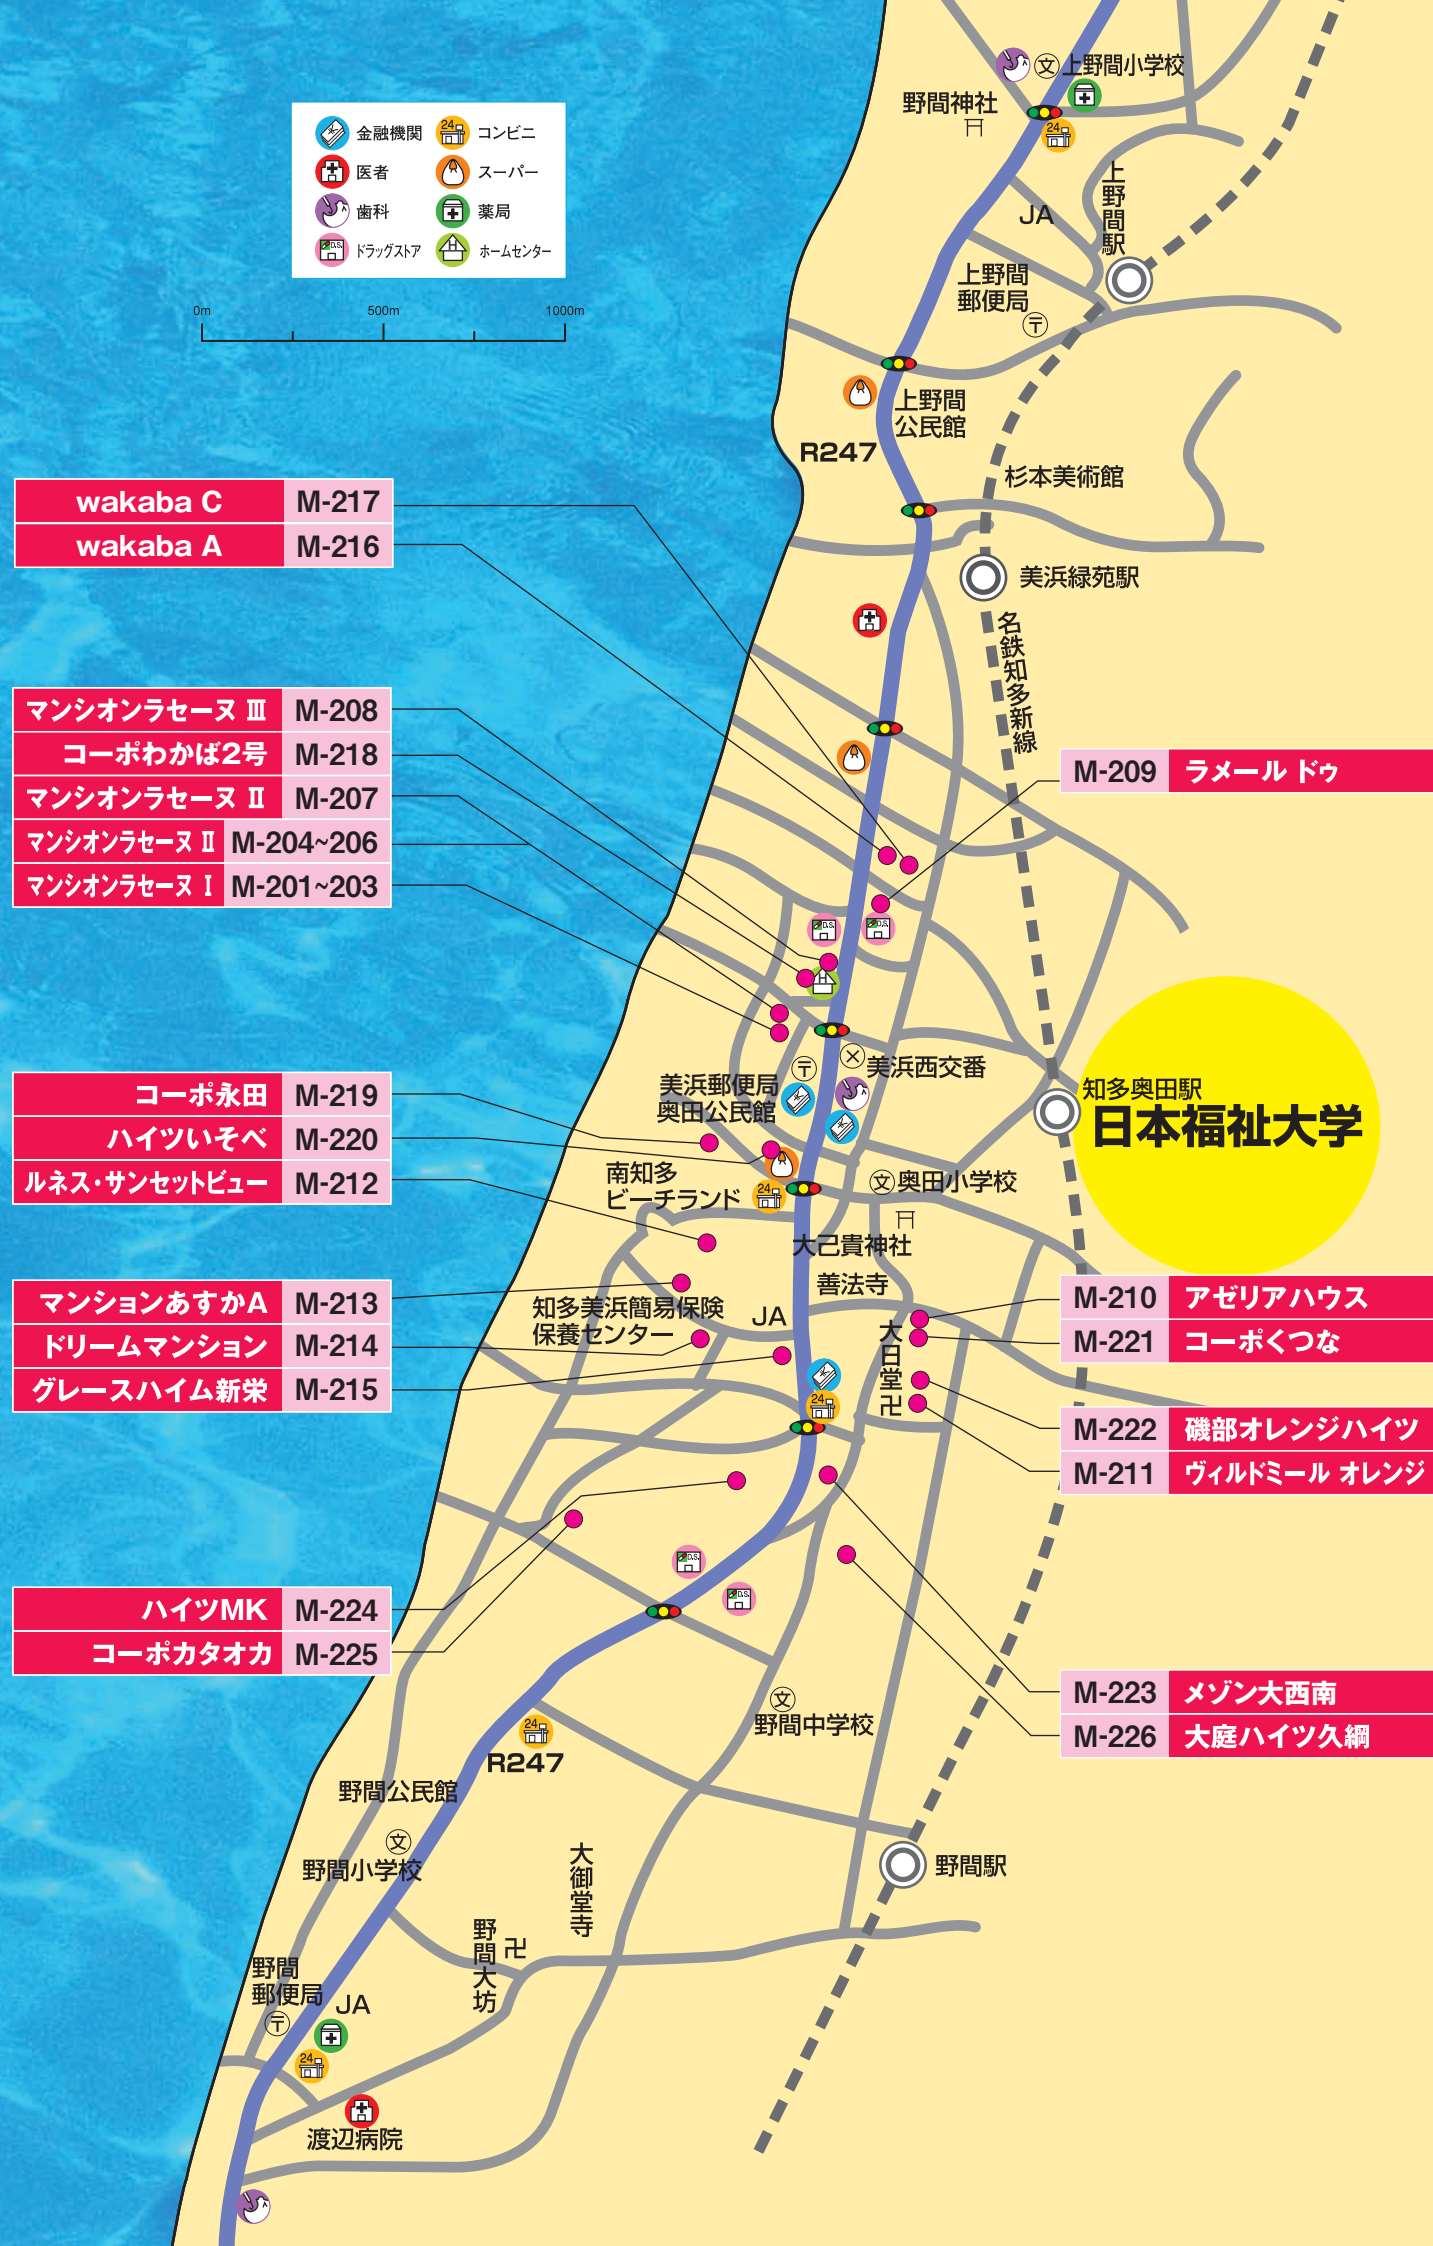 上野間小学校
野間神社
金融機関
24
コンビニ
医者
スーパー
歯科
薬局
D.S.
ドラッグストア
H
ホームセンター
0m
500m
1000m
24
上野間駅
JA
上野間
郵便局
上野間
公民館
R247
杉本美術館
美浜緑苑駅
名鉄知多新線
wakaba C M-217
wakaba A M-216
マンシオンラセーヌ Ⅲ M-208
コーポわかば2号 M-218
マンシオンラセーヌ Ⅱ M-207
マンシオンラセーヌ Ⅱ M-204~206
マンシオンラセーヌ Ⅰ M-201~203
M-209 ラメール ドゥ
D.S.
D.S.
H
美浜西交番
美浜郵便局
奥田公民館
知多奥田駅
日本福祉大学
コーポ永田 M-219
ハイツいそべ M-220
ルネス・サンセットビュー M-212
南知多
ビーチランド
24
文
奥田小学校
大己貴神社
善法寺
マンションあすかA M-213
ドリームマンション M-214
グレースハイム新栄 M-215
知多美浜簡易保険
保養センター
JA
大日堂
卍
24
M-210 アゼリアハウス
M-221 コーポくつな
M-222 磯部オレンジハイツ
M-211 ヴィルドミール オレンジ
D.S.
D.S.
ハイツMK M-224
コーポカタオカ M-225
M-223 メゾン大西南
M-226 大庭ハイツ久綱
文
野間中学校
24
R247
野間公民館
文
野間小学校
大御堂寺
野間駅
野間大坊
卍
野間
郵便局
JA
24
渡辺病院
文